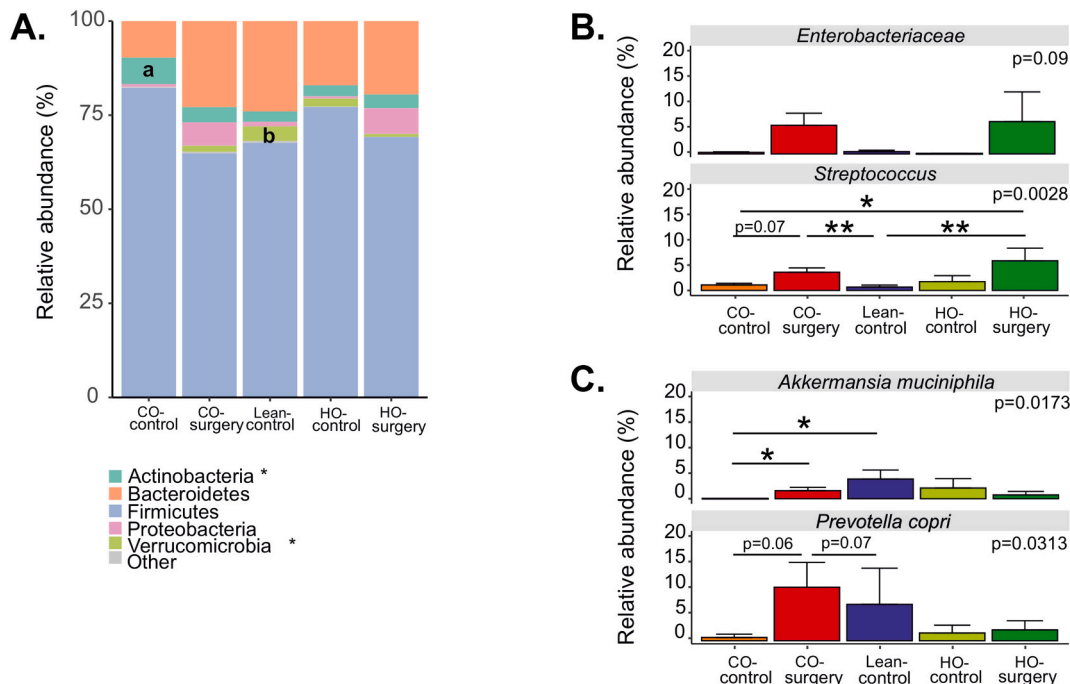 A.
Relative abundance (%)
100
75
50
25
0
a
b
CO-
control
CO-
surgery
Lean-
control
HO-
control
HO-
surgery
Actinobacteria *
Bacteroidetes
Firmicutes
Proteobacteria
Verrucomicrobia *
Other
B.
Relative abundance (%)
Enterobacteriaceae
p=0.09
20
15
10
5
0
Streptococcus
p=0.0028
20
15
10
5
0
*
p=0.07
**
**
CO-
control
CO-
surgery
Lean-
control
HO-
control
HO-
surgery
C.
Relative abundance (%)
Akkermansia muciniphila
p=0.0173
20
15
10
5
0
*
*
Prevotella copri
p=0.0313
20
15
10
5
0
p=0.06
p=0.07
CO-
control
CO-
surgery
Lean-
control
HO-
control
HO-
surgery